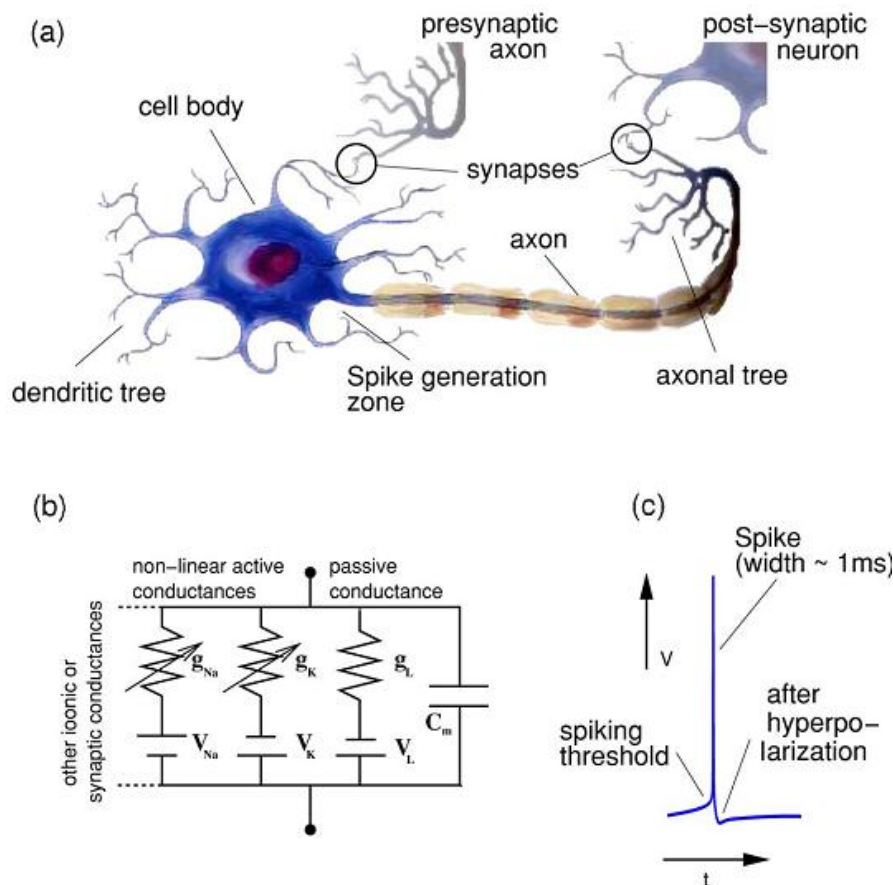 (a)
presynaptic
axon
post-synaptic
neuron
cell body
synapses
axon
dendritic tree
Spike generation
zone
axonal tree
(b)
non-linear active
conductances
passive
conductance
other ioonic or
synaptic conductances
g_Na
g_K
g_L
C_m
V_Na
V_K
V_L
(c)
Spike
(width ~ 1ms)
V
after
hyperpo-
larization
spiking
threshold
t